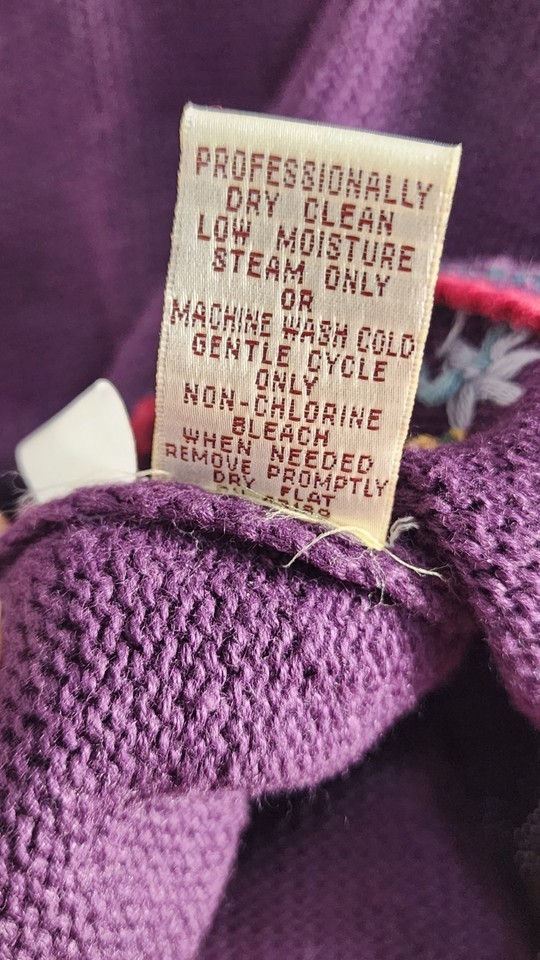 PROFESSIONALLY
DRY CLEAN
LOW MOISTURE
STEAM ONLY
OR
MACHINE WASH COLD
GENTLE CYCLE
ONLY
NON-CHLORINE
BLEACH
WHEN NEEDED
REMOVE PROMPTLY
DRY FLAT